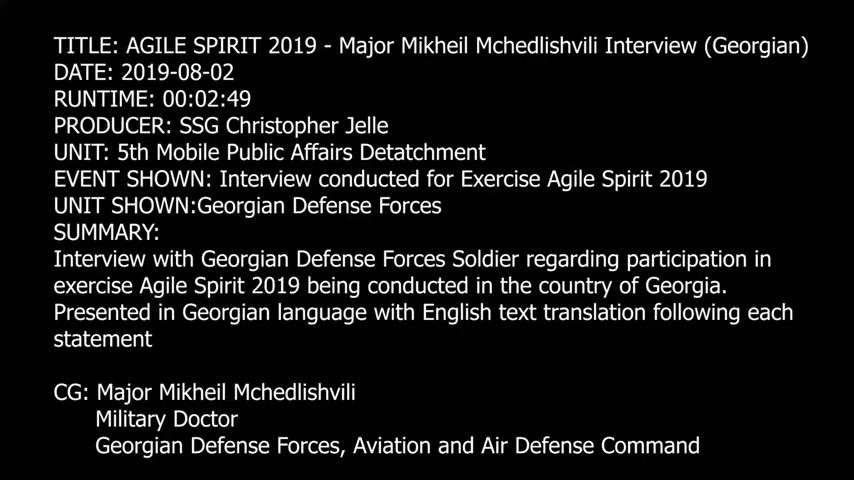 TITLE: AGILE SPIRIT 2019 - Major Mikheil Mchedlishvili Interview (Georgian)
DATE: 2019-08-02
RUNTIME: 00:02:49
PRODUCER: SSG Christopher Jelle
UNIT: 5th Mobile Public Affairs Detatchment
EVENT SHOWN: Interview conducted for Exercise Agile Spirit 2019
UNIT SHOWN:Georgian Defense Forces
SUMMARY:
Interview with Georgian Defense Forces Soldier regarding participation in
exercise Agile Spirit 2019 being conducted in the country of Georgia.
Presented in Georgian language with English text translation following each
statement
CG: Major Mikheil Mchedlishvili
Military Doctor
Georgian Defense Forces, Aviation and Air Defense Command